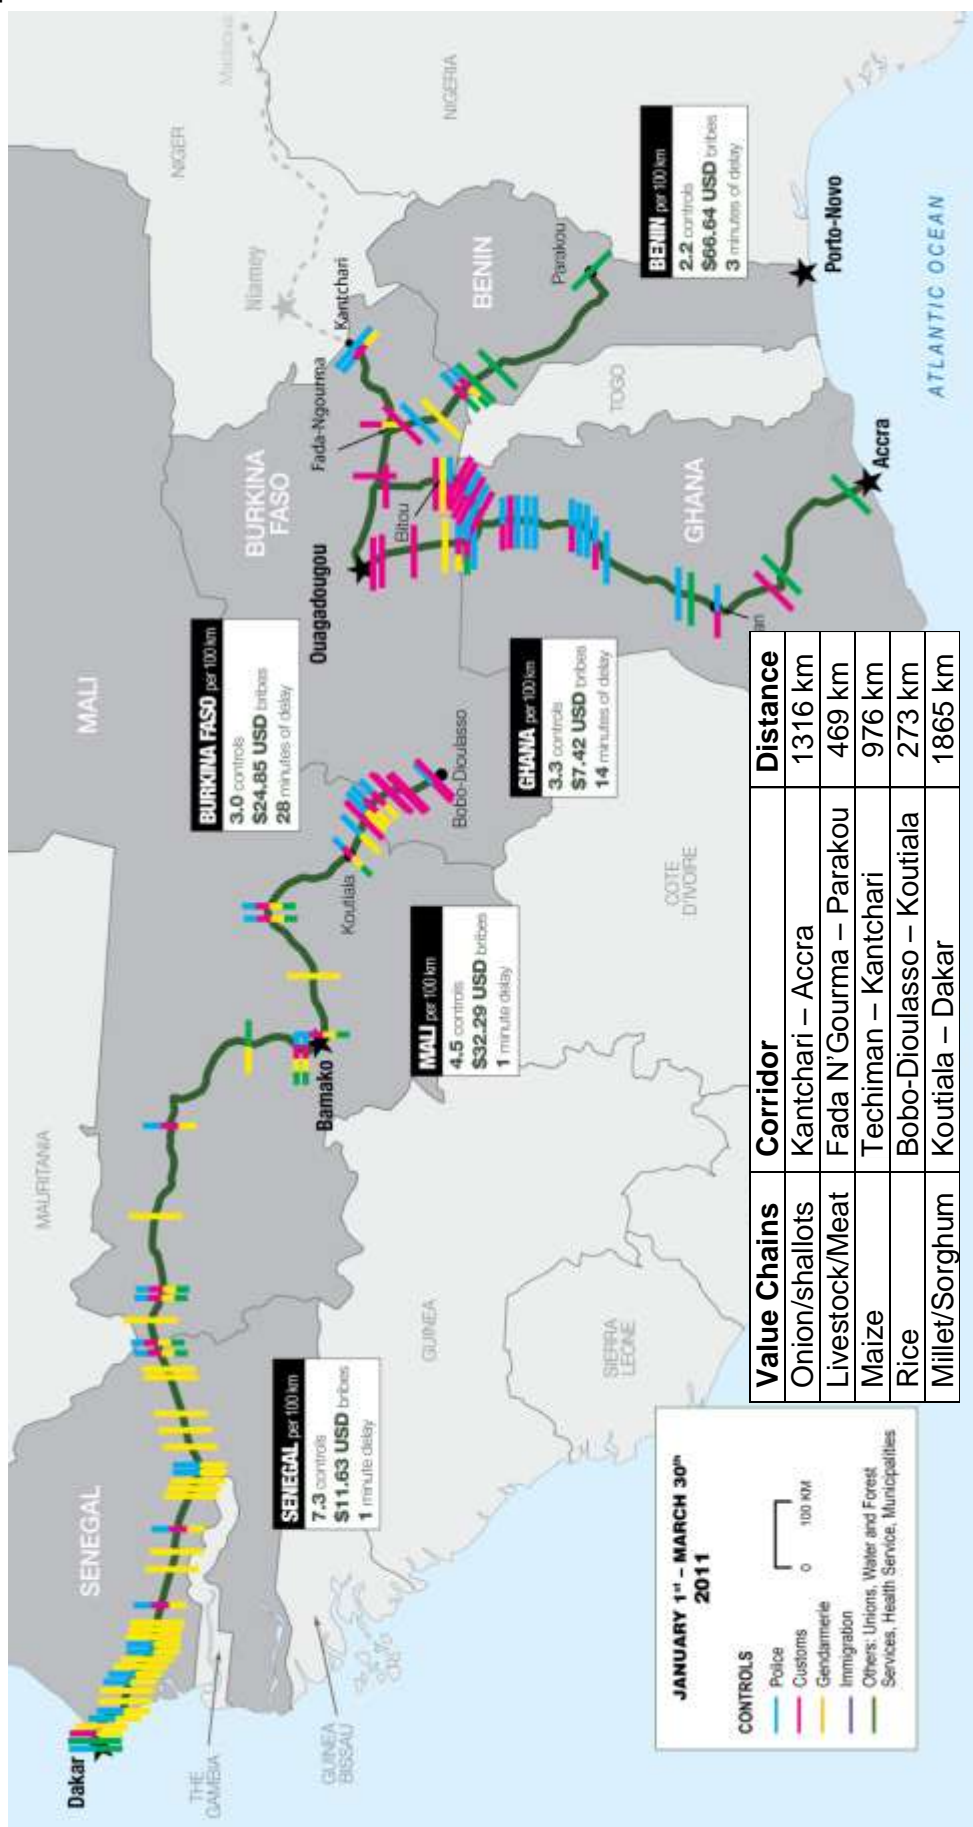 Madaoua
NIGER
NIGERIA
Niamey
Kantchari
BENIN
Parakou
BENIN per 100 km
2.2 controls
$66.64 USD bribes
3 minutes of delay
Porto-Novo
ATLANTIC OCEAN
Fada-Ngourma
TOGO
BURKINA
FASO
Bitou
Ouagadougou
GHANA
Accra
an
MALI
BURKINA FASO per 100 km
3.0 controls
$24.85 USD bribes
28 minutes of delay
GHANA per 100 km
3.3 controls
$7.42 USD bribes
14 minutes of delay
Bobo-Dioulasso
Koutiala
COTE
D'IVOIRE
MALI per 100 km
4.5 controls
$32.29 USD bribes
1 minute delay
Bamako
MAURITANIA
GUINEA
SIERRA
LEONE
SENEGAL
SENEGAL per 100 km
7.3 controls
$11.63 USD bribes
1 minute delay
Dakar
THE
GAMBIA
GUINEA
BISSAU
JANUARY 1st – MARCH 30th
2011
CONTROLS
Police
Customs
Gendarmerie
Immigration
Others: Unions, Water and Forest
Services, Health Service, Municipalities
0 100 KM
Value Chains Corridor Distance
Onion/shallots Kantchari – Accra 1316 km
Livestock/Meat Fada N'Gourma – Parakou 469 km
Maize Techiman – Kantchari 976 km
Rice Bobo-Dioulasso – Koutiala 273 km
Millet/Sorghum Koutiala – Dakar 1865 km